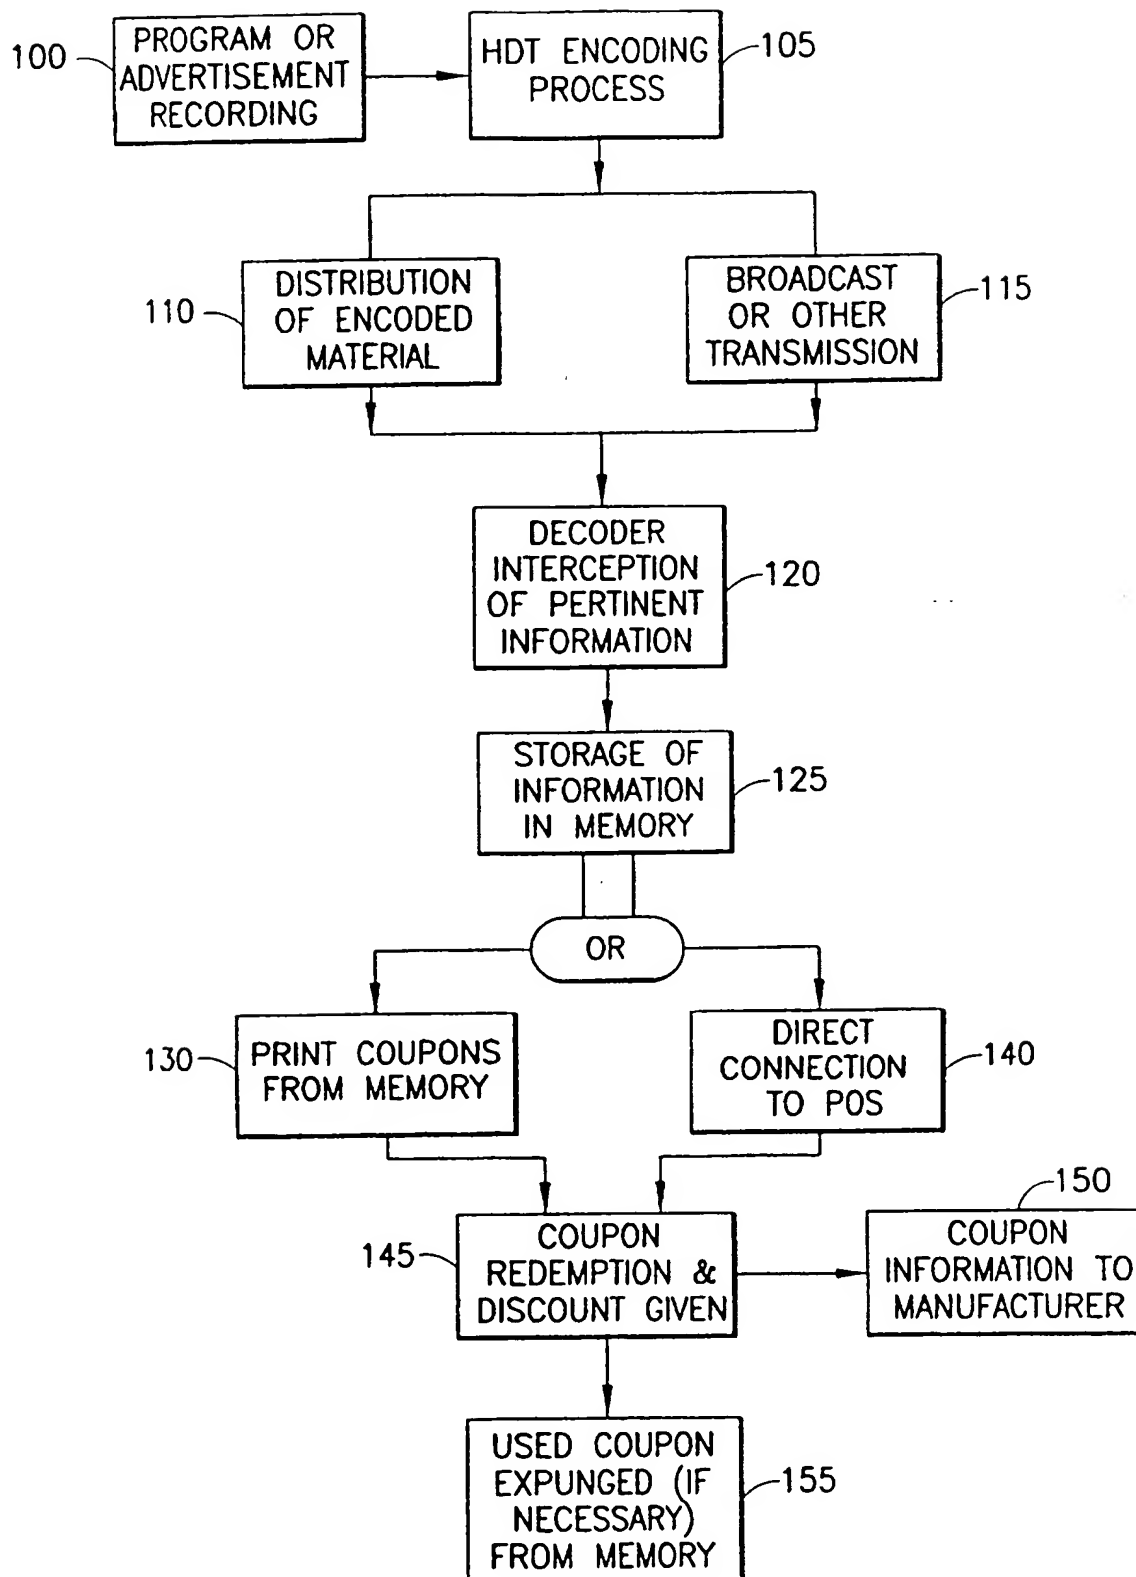 100
PROGRAM OR
ADVERTISEMENT
RECORDING
HDT ENCODING
PROCESS
105
110
DISTRIBUTION
OF ENCODED
MATERIAL
BROADCAST
OR OTHER
TRANSMISSION
115
DECODER
INTERCEPTION
OF PERTINENT
INFORMATION
120
STORAGE OF
INFORMATION
IN MEMORY
125
OR
130
PRINT COUPONS
FROM MEMORY
DIRECT
CONNECTION
TO POS
140
145
COUPON
REDEMPTION &
DISCOUNT GIVEN
150
COUPON
INFORMATION TO
MANUFACTURER
USED COUPON
EXPUNGED (IF
NECESSARY)
FROM MEMORY
155